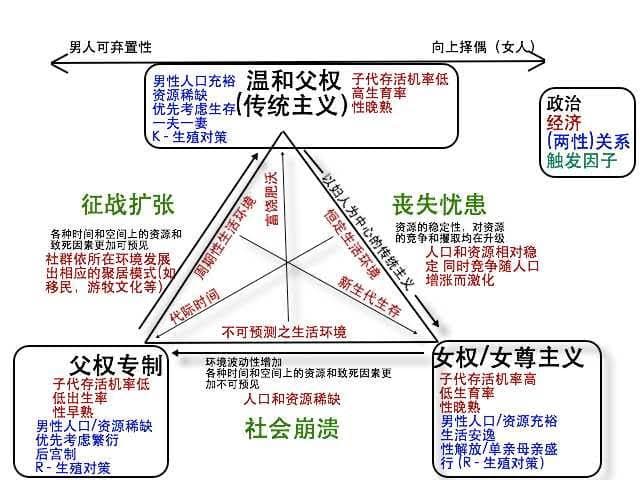 男人可弃置性
向上择偶（女人）
男性人口充裕
资源稀缺
优先考虑生存
一夫一妻
K - 生殖对策
温和父权
(传统主义)
子代存活机率低
高生育率
性晚熟
政治
经济
(两性)关系
触发因子
征战扩张
各种时间和空间上的资源和
致死因素更加可预见
社群依所在环境发展
出相应的聚居模式(如
移民，游牧文化等)
周期性生活环境
富饶肥沃
以妇人为中心的传统主义
恒定生活环境
丧失忧患
资源的稳定性，对资源
的竞争和攫取均在升级
人口和资源相对稳
定 同时竞争随人口
增涨而激化
代际时间
新生代生存
不可预测之生活环境
父权专制
子代存活机率低
低出生率
性早熟
男性人口/资源稀缺
优先考虑繁衍
后宫制
R - 生殖对策
环境波动性增加
各种时间和空间上的资源和致死因素更
加不可预见
人口和资源稀缺
社会崩溃
女权/女尊主义
子代存活机率高
低生育率
性晚熟
男性人口/资源充裕
生活安逸
性解放/单亲母亲盛
行 (R - 生殖对策)